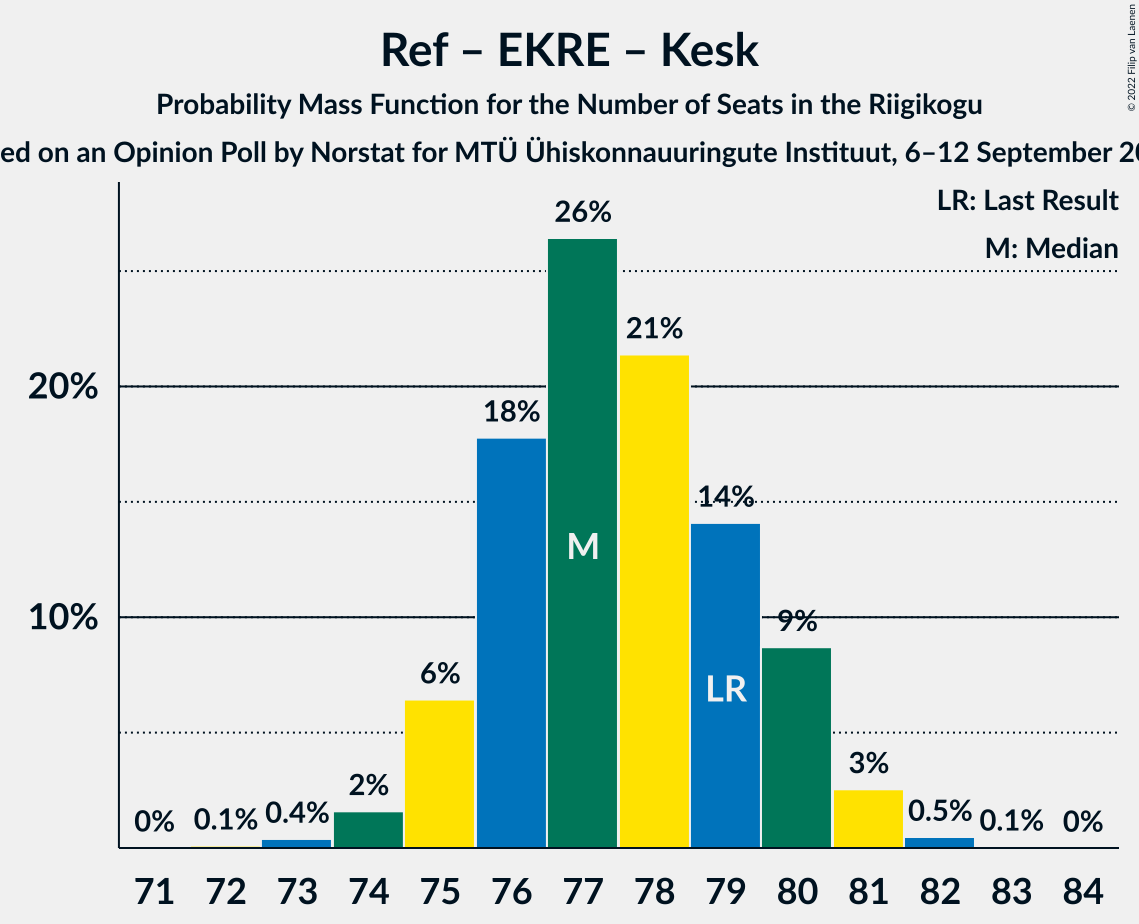 Ref – EKRE – Kesk
Probability Mass Function for the Number of Seats in the Riigikogu
ed on an Opinion Poll by Norstat for MTÜ Ühiskonnauuringute Instituut, 6–12 September 20
© 2022 Filip van Laenen
LR: Last Result
M: Median
26%
21%
20%
18%
14%
M
10%
9%
6%
LR
3%
2%
0% 0.1% 0.4% 0.5% 0.1% 0%
71 72 73 74 75 76 77 78 79 80 81 82 83 84